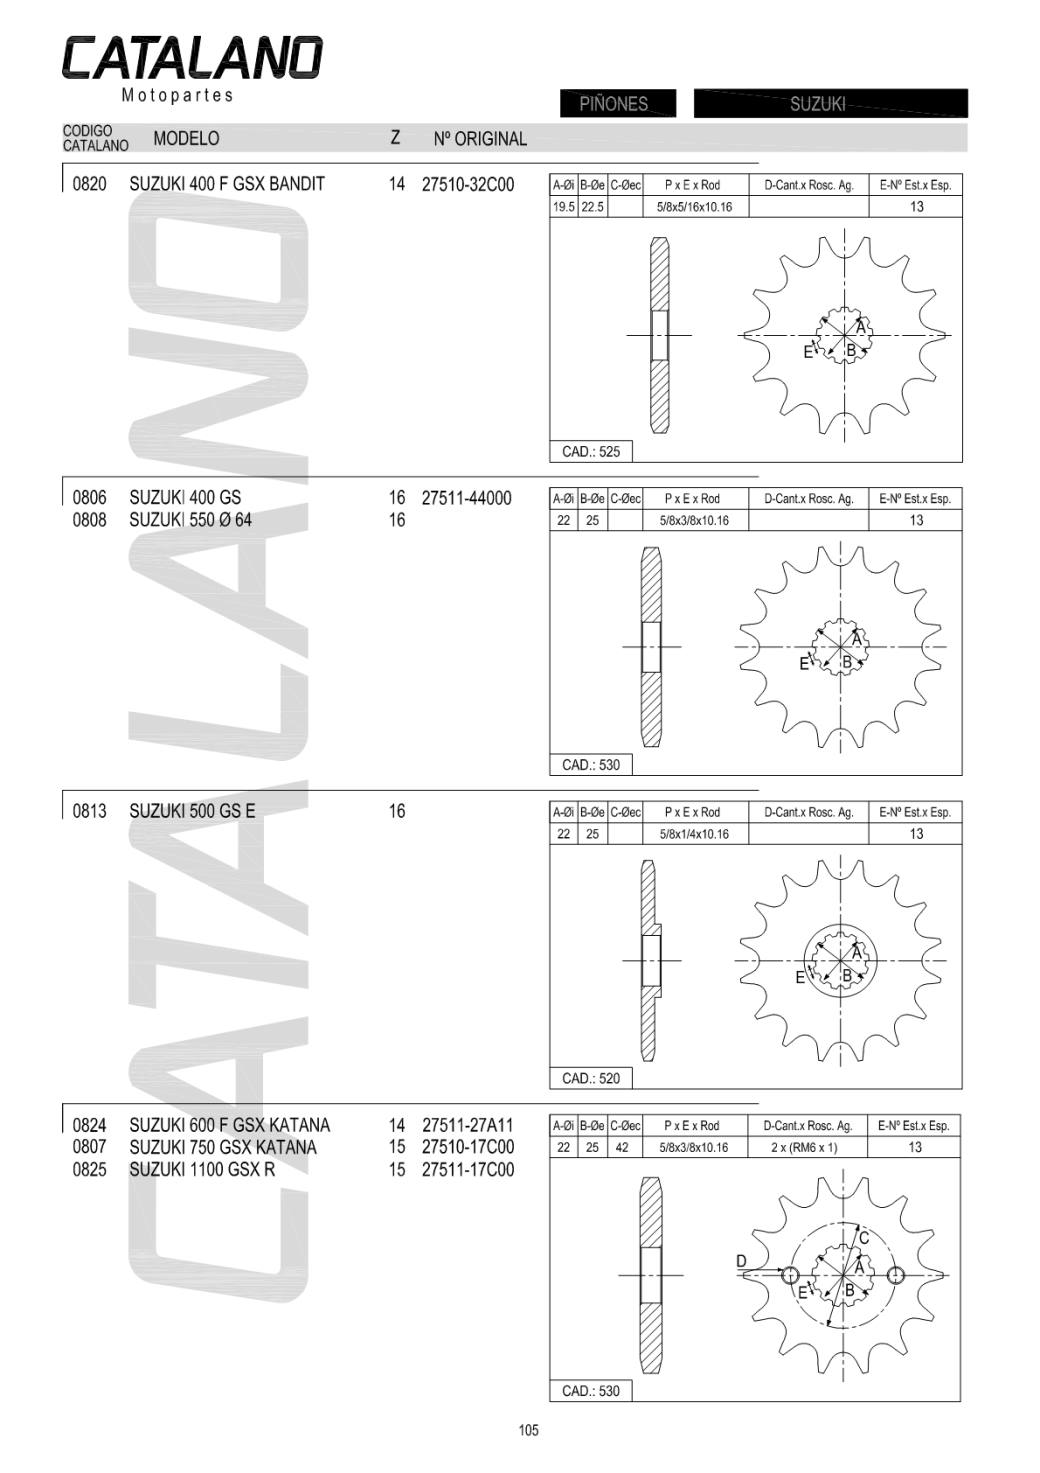 CATALANO
Motopartes
PIÑONES SUZUKI
CODIGO CATALANO MODELO Z Nº ORIGINAL
0820 SUZUKI 400 F GSX BANDIT 14 27510-32C00
A-Øi B-Øe C-Øec P x E x Rod D-Cant.x Rosc. Ag. E-Nº Est.x Esp.
19.5 22.5 5/8x5/16x10.16 13
A
E B
CAD.: 525
0806 SUZUKI 400 GS 16 27511-44000
0808 SUZUKI 550 Ø 64 16
A-Øi B-Øe C-Øec P x E x Rod D-Cant.x Rosc. Ag. E-Nº Est.x Esp.
22 25 5/8x3/8x10.16 13
A
E B
CAD.: 530
0813 SUZUKI 500 GS E 16
A-Øi B-Øe C-Øec P x E x Rod D-Cant.x Rosc. Ag. E-Nº Est.x Esp.
22 25 5/8x1/4x10.16 13
A
E B
CAD.: 520
0824 SUZUKI 600 F GSX KATANA 14 27511-27A11
0807 SUZUKI 750 GSX KATANA 15 27510-17C00
0825 SUZUKI 1100 GSX R 15 27511-17C00
A-Øi B-Øe C-Øec P x E x Rod D-Cant.x Rosc. Ag. E-Nº Est.x Esp.
22 25 42 5/8x3/8x10.16 2 x (RM6 x 1) 13
C
D A
E B
CAD.: 530
CATALANO
105